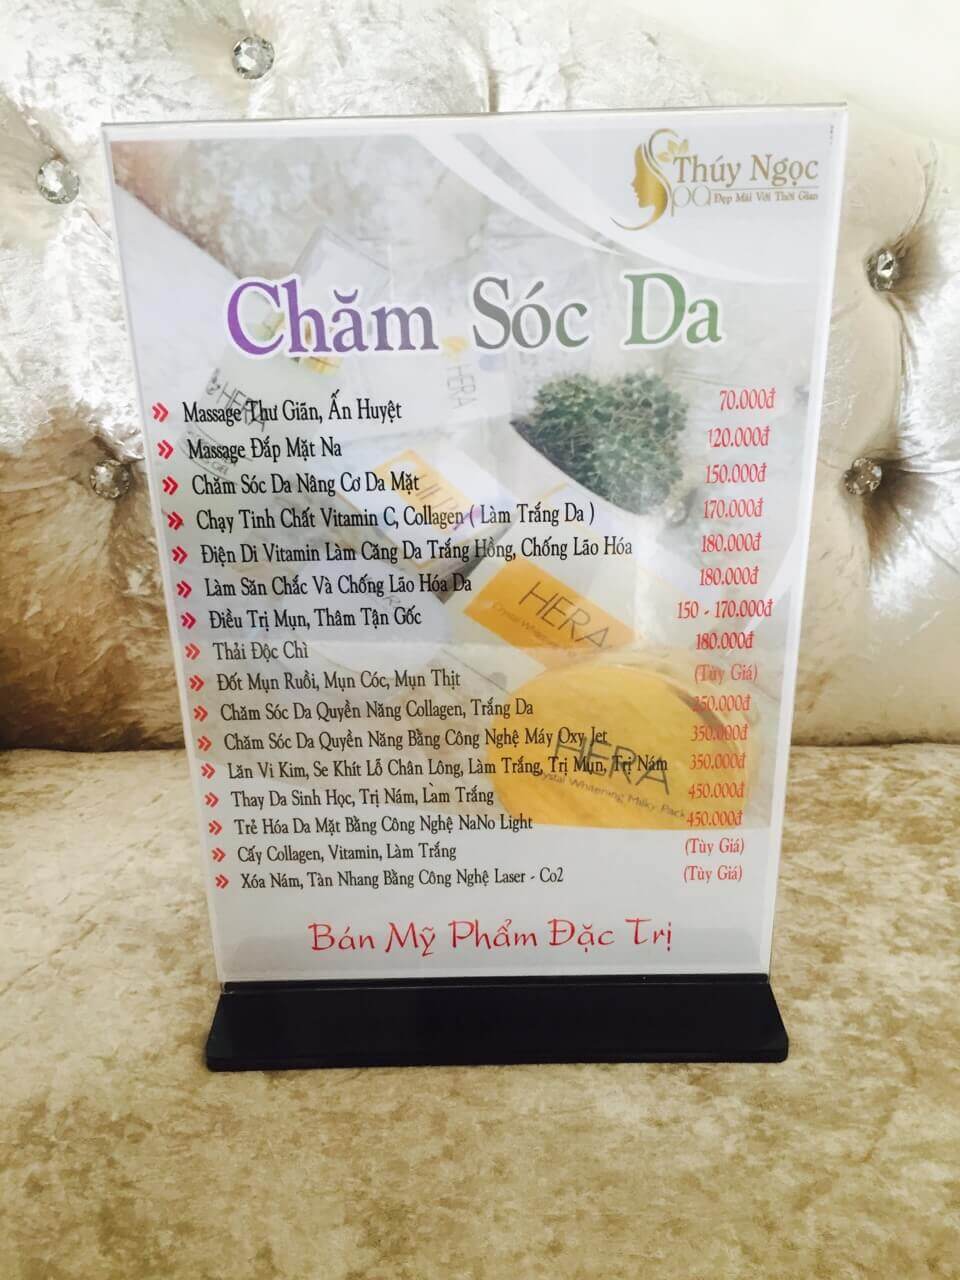 Thúy Ngọc
Spa Đẹp Mãi Với Thời Gian
Chăm Sóc Da
Massage Thư Giãn, Ấn Huyệt 70.000đ
Massage Đắp Mặt Na 120.000đ
Chăm Sóc Da Nâng Cơ Da Mặt 150.000đ
Chạy Tinh Chất Vitamin C, Collagen ( Làm Trắng Da ) 170.000đ
Điện Di Vitamin Làm Căng Da Trắng Hồng, Chống Lão Hóa 180.000đ
Làm Săn Chắc Và Chống Lão Hóa Da 180.000đ
Điều Trị Mụn, Thâm Tận Gốc 150 - 170.000đ
Thải Độc Chì 180.000đ
Đốt Mụn Ruồi, Mụn Cóc, Mụn Thịt (Tùy Giá)
Chăm Sóc Da Quyền Năng Collagen, Trắng Da 250.000đ
Chăm Sóc Da Quyền Năng Bằng Công Nghệ Máy Oxy Jet 350.000đ
Lăn Vi Kim, Se Khít Lỗ Chân Lông, Làm Trắng, Trị Mụn, Trị Nám 350.000đ
Thay Da Sinh Học, Trị Nám, Làm Trắng 450.000đ
Trẻ Hóa Da Mặt Bằng Công Nghệ NaNo Light 450.000đ
Cấy Collagen, Vitamin, Làm Trắng (Tùy Giá)
Xóa Nám, Tàn Nhang Bằng Công Nghệ Laser - Co2 (Tùy Giá)
Bán Mỹ Phẩm Đặc Trị
HERA
HERA
HERA
HERA
Crystal Whitening Milky Pack